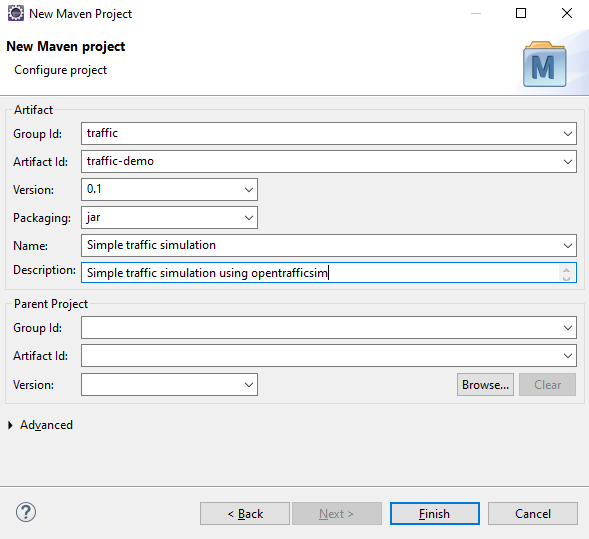 New Maven Project
New Maven project
Configure project
M
Artifact
Group Id: traffic
Artifact Id: traffic-demo
Version: 0.1
Packaging: jar
Name: Simple traffic simulation
Description: Simple traffic simulation using opentrafficsim
Parent Project
Group Id:
Artifact Id:
Version: Browse... Clear
Advanced
? < Back Next > Finish Cancel